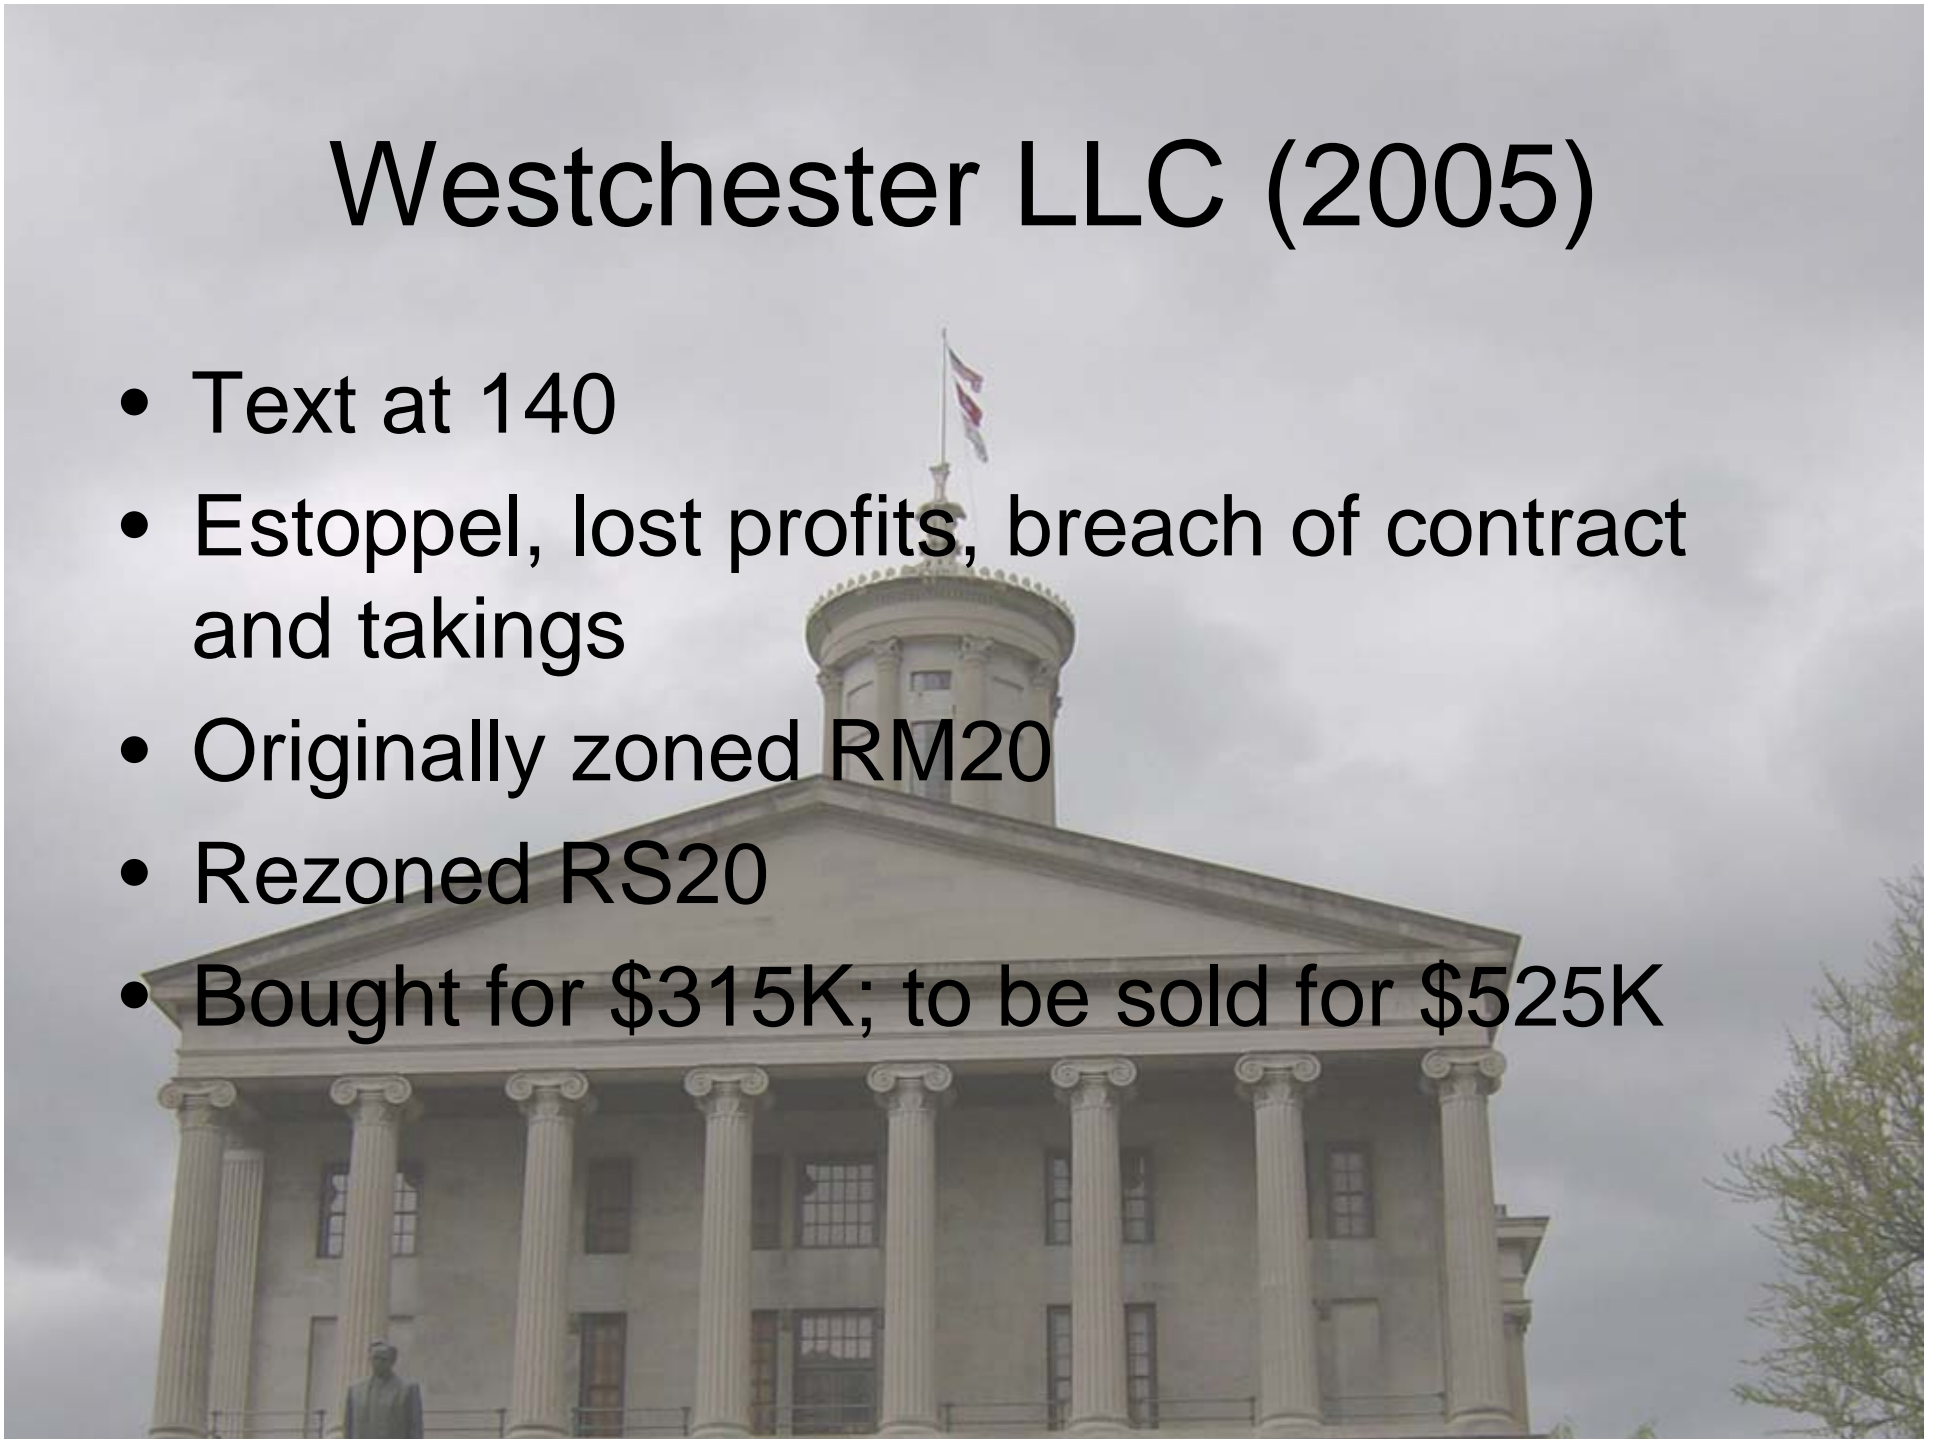 Westchester LLC (2005)
• Text at 140
• Estoppel, lost profits, breach of contract
and takings
• Originally zoned RM20
• Rezoned RS20
• Bought for $315K; to be sold for $525K